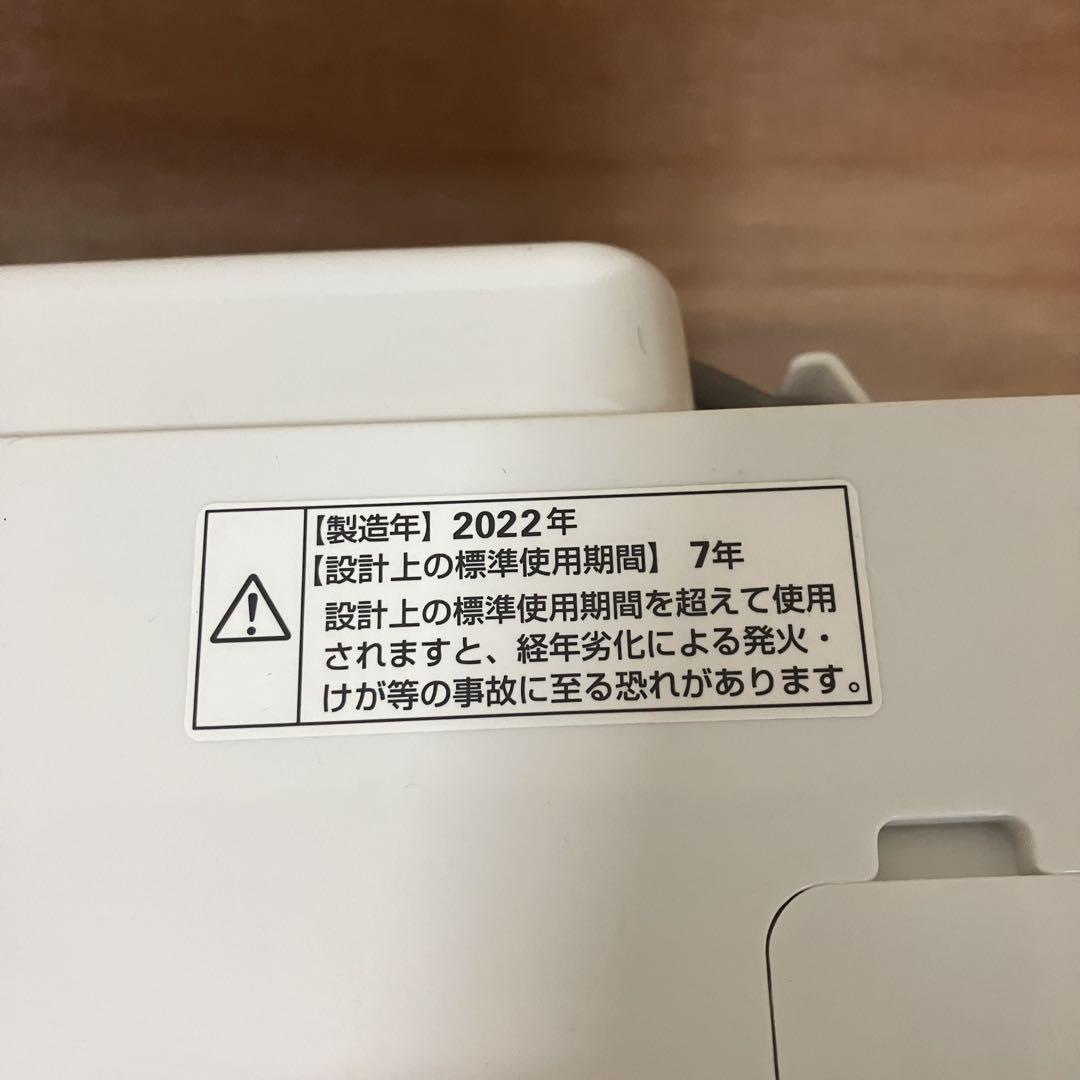 【製造年】2022年
【設計上の標準使用期間】 7年
設計上の標準使用期間を超えて使用
されますと、経年劣化による発火・
けが等の事故に至る恐れがあります。